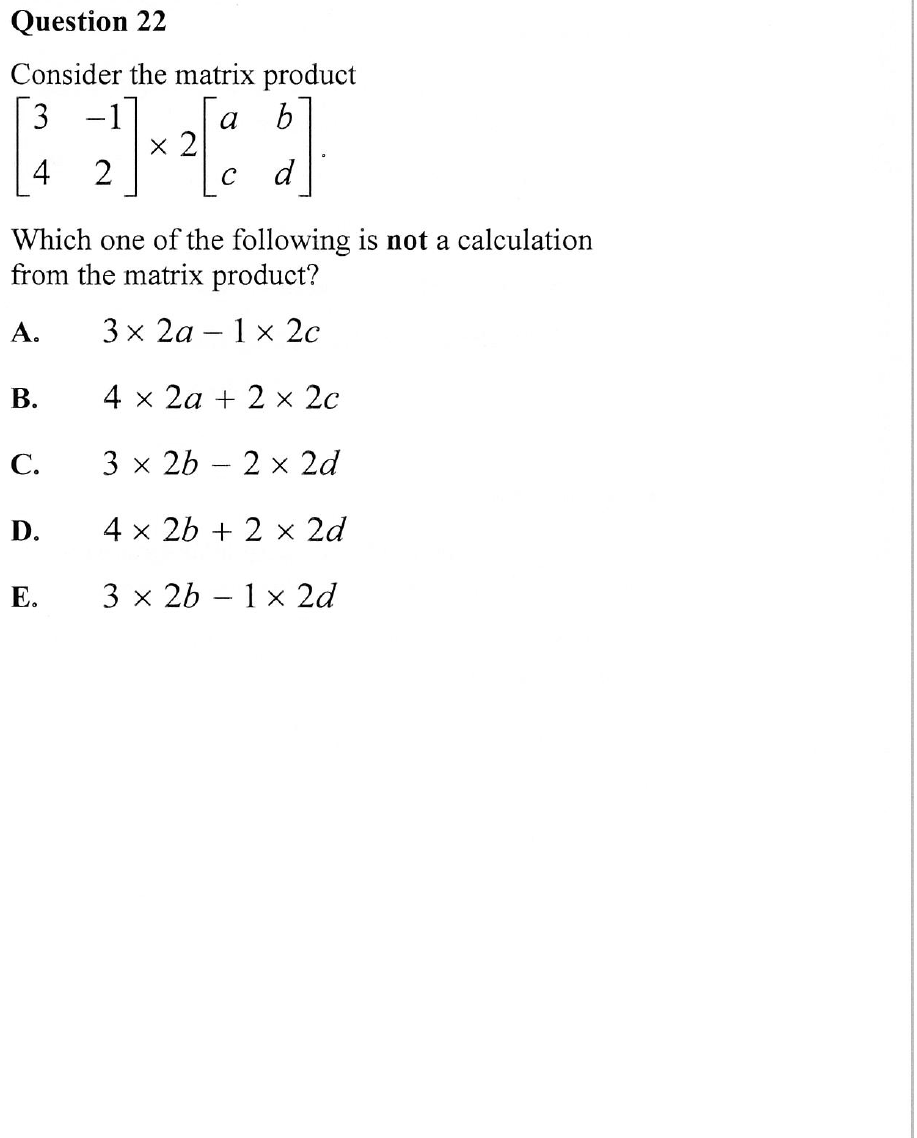 Question 22
Consider the matrix product
[3 −1
4 2] × 2[a b
c d].
Which one of the following is not a calculation
from the matrix product?
A. 3 × 2a − 1 × 2c
B. 4 × 2a + 2 × 2c
C. 3 × 2b − 2 × 2d
D. 4 × 2b + 2 × 2d
E. 3 × 2b − 1 × 2d